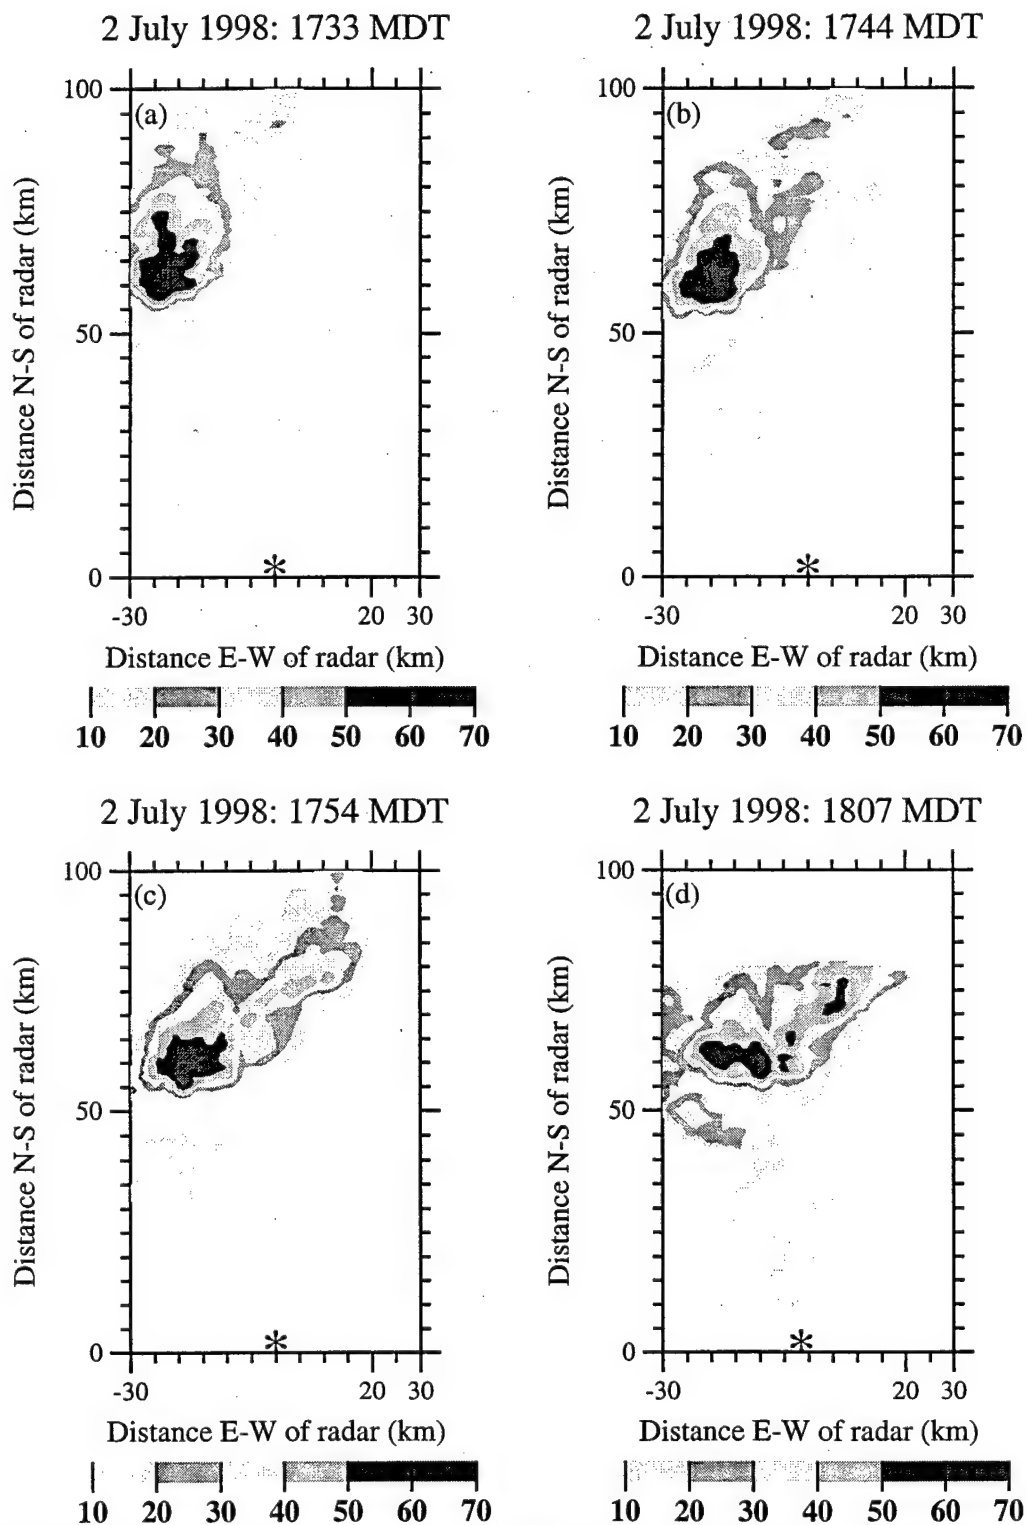 2 July 1998: 1733 MDT
(a)
Distance N-S of radar (km)
100
50
0
*
-30 20 30
Distance E-W of radar (km)
10 20 30 40 50 60 70
2 July 1998: 1744 MDT
(b)
Distance N-S of radar (km)
100
50
0
*
-30 20 30
Distance E-W of radar (km)
10 20 30 40 50 60 70
2 July 1998: 1754 MDT
(c)
Distance N-S of radar (km)
100
50
0
*
-30 20 30
Distance E-W of radar (km)
10 20 30 40 50 60 70
2 July 1998: 1807 MDT
(d)
Distance N-S of radar (km)
100
50
0
*
-30 20 30
Distance E-W of radar (km)
10 20 30 40 50 60 70